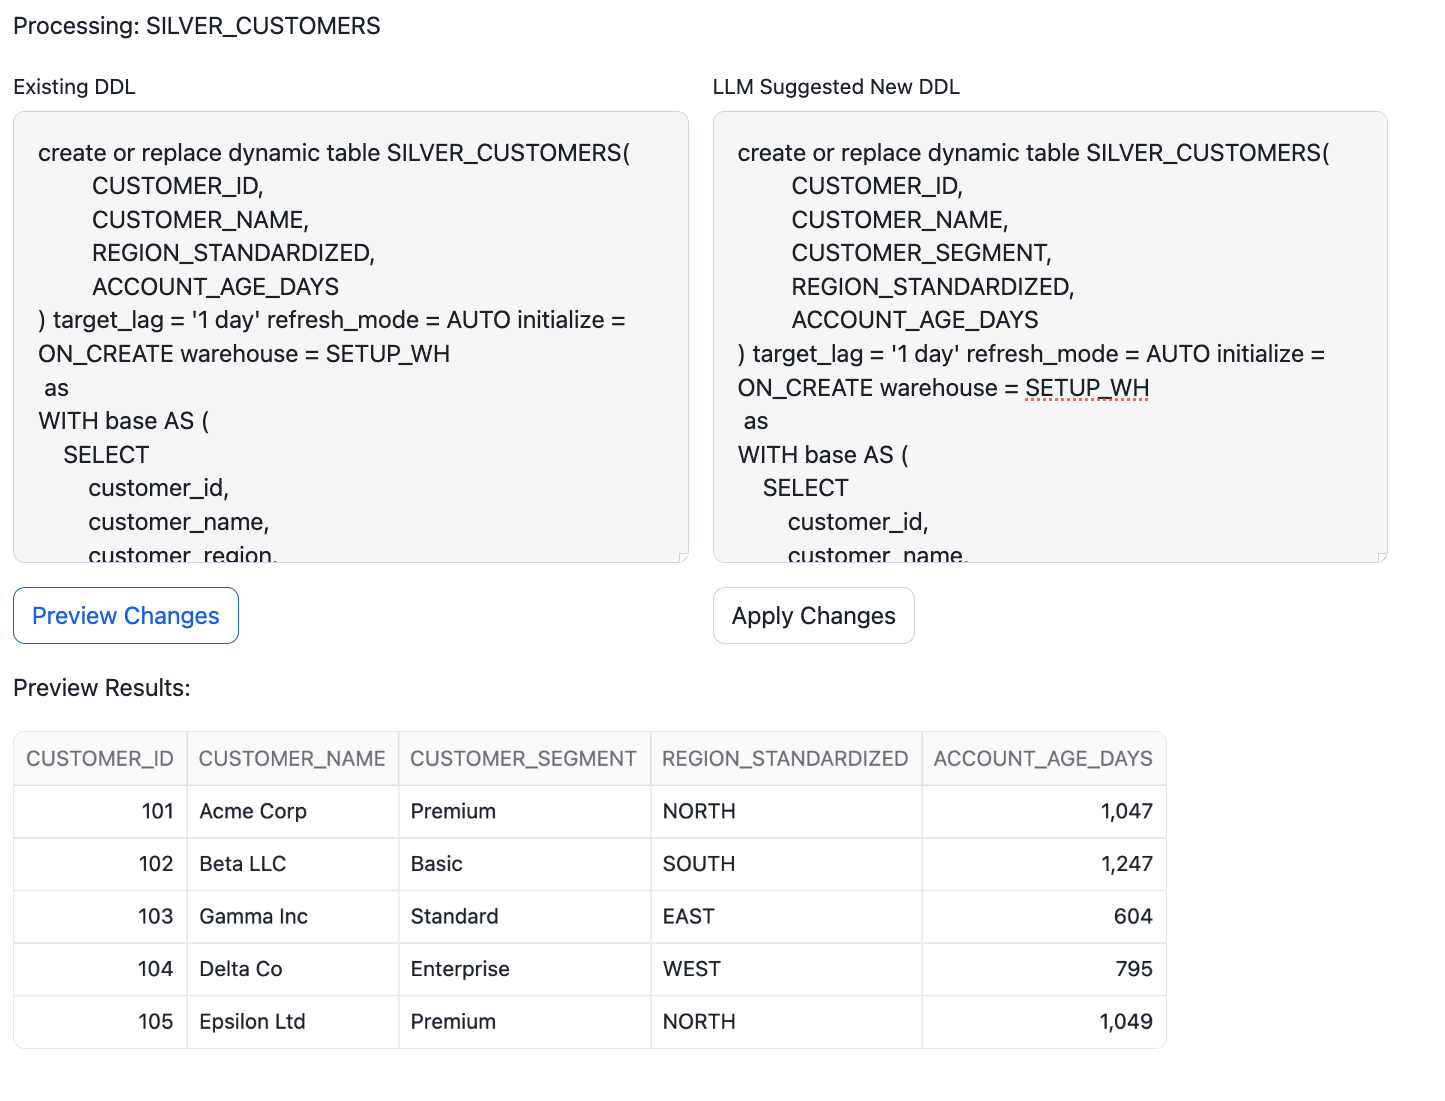 Processing: SILVER_CUSTOMERS
Existing DDL
create or replace dynamic table SILVER_CUSTOMERS(
CUSTOMER_ID,
CUSTOMER_NAME,
REGION_STANDARDIZED,
ACCOUNT_AGE_DAYS
) target_lag = '1 day' refresh_mode = AUTO initialize =
ON_CREATE warehouse = SETUP_WH
as
WITH base AS (
SELECT
customer_id,
customer_name,
customer_region,
LLM Suggested New DDL
create or replace dynamic table SILVER_CUSTOMERS(
CUSTOMER_ID,
CUSTOMER_NAME,
CUSTOMER_SEGMENT,
REGION_STANDARDIZED,
ACCOUNT_AGE_DAYS
) target_lag = '1 day' refresh_mode = AUTO initialize =
ON_CREATE warehouse = SETUP_WH
as
WITH base AS (
SELECT
customer_id,
customer_name,
Preview Changes
Apply Changes
Preview Results:
CUSTOMER_ID CUSTOMER_NAME CUSTOMER_SEGMENT REGION_STANDARDIZED ACCOUNT_AGE_DAYS
101 Acme Corp Premium NORTH 1,047
102 Beta LLC Basic SOUTH 1,247
103 Gamma Inc Standard EAST 604
104 Delta Co Enterprise WEST 795
105 Epsilon Ltd Premium NORTH 1,049